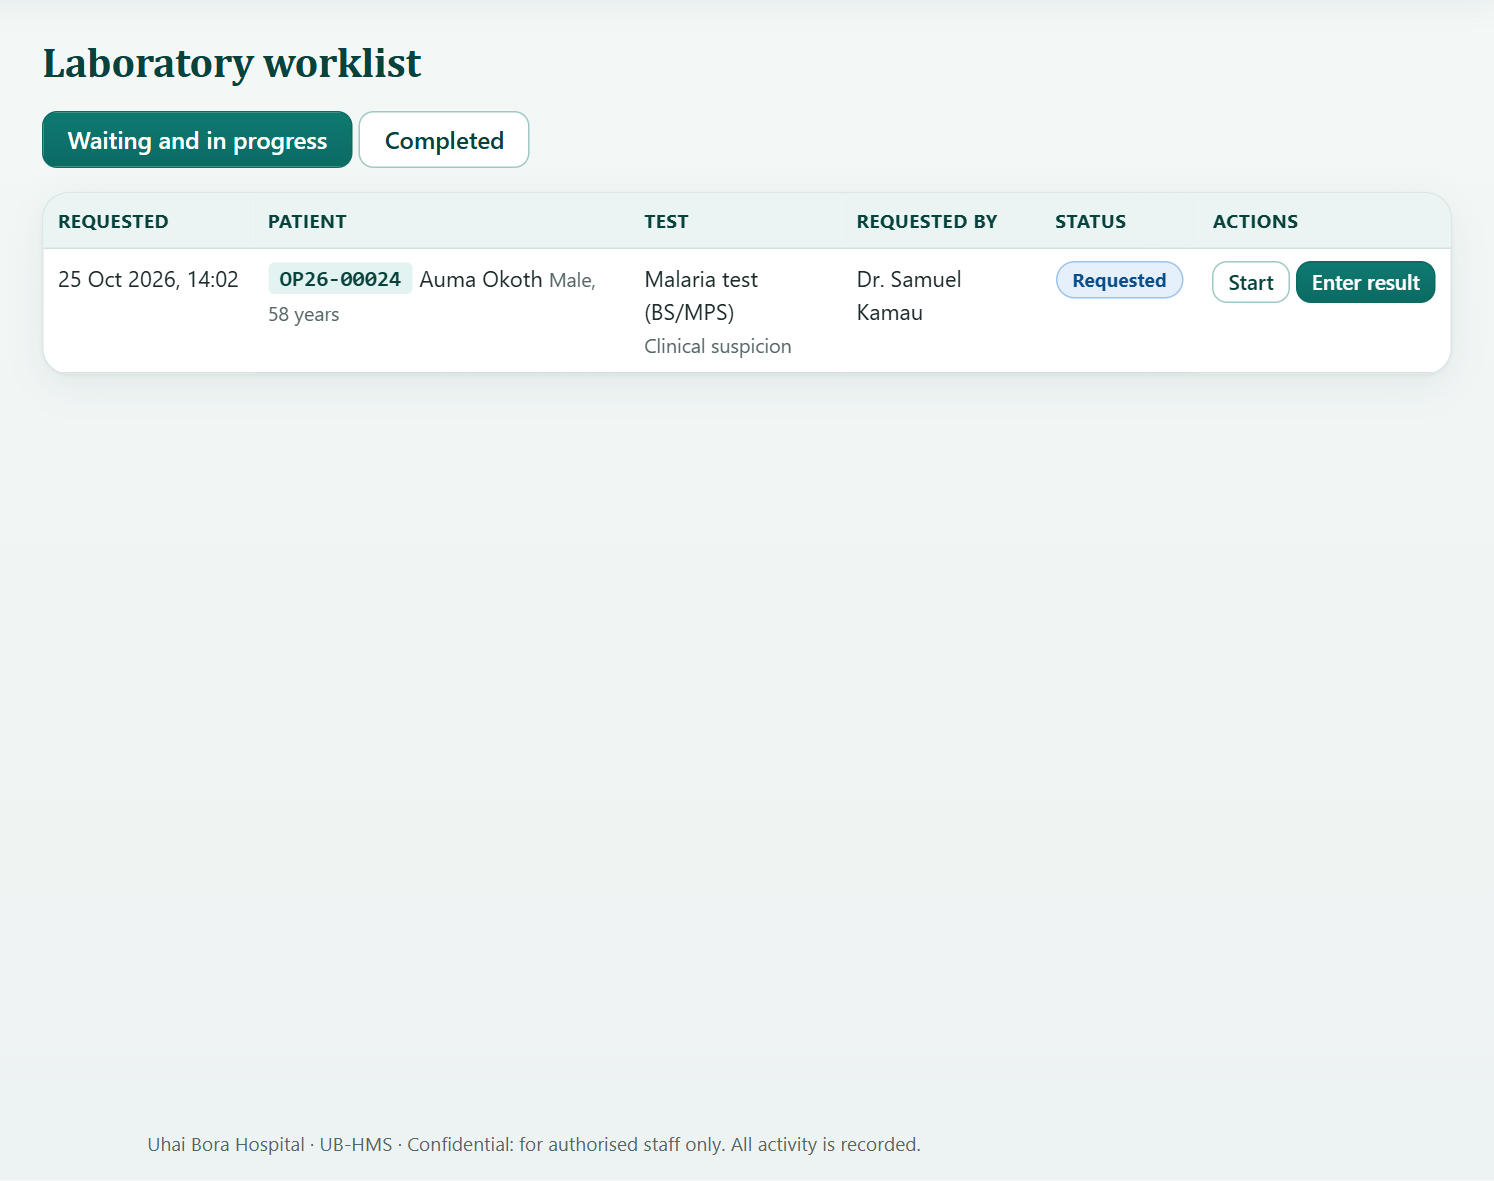 Laboratory worklist
Waiting and in progress
Completed
REQUESTED PATIENT TEST REQUESTED BY STATUS ACTIONS
25 Oct 2026, 14:02 OP26-00024 Auma Okoth Male, Malaria test Dr. Samuel Requested Start Enter result
58 years (BS/MPS) Kamau
Clinical suspicion
Uhai Bora Hospital · UB-HMS · Confidential: for authorised staff only. All activity is recorded.